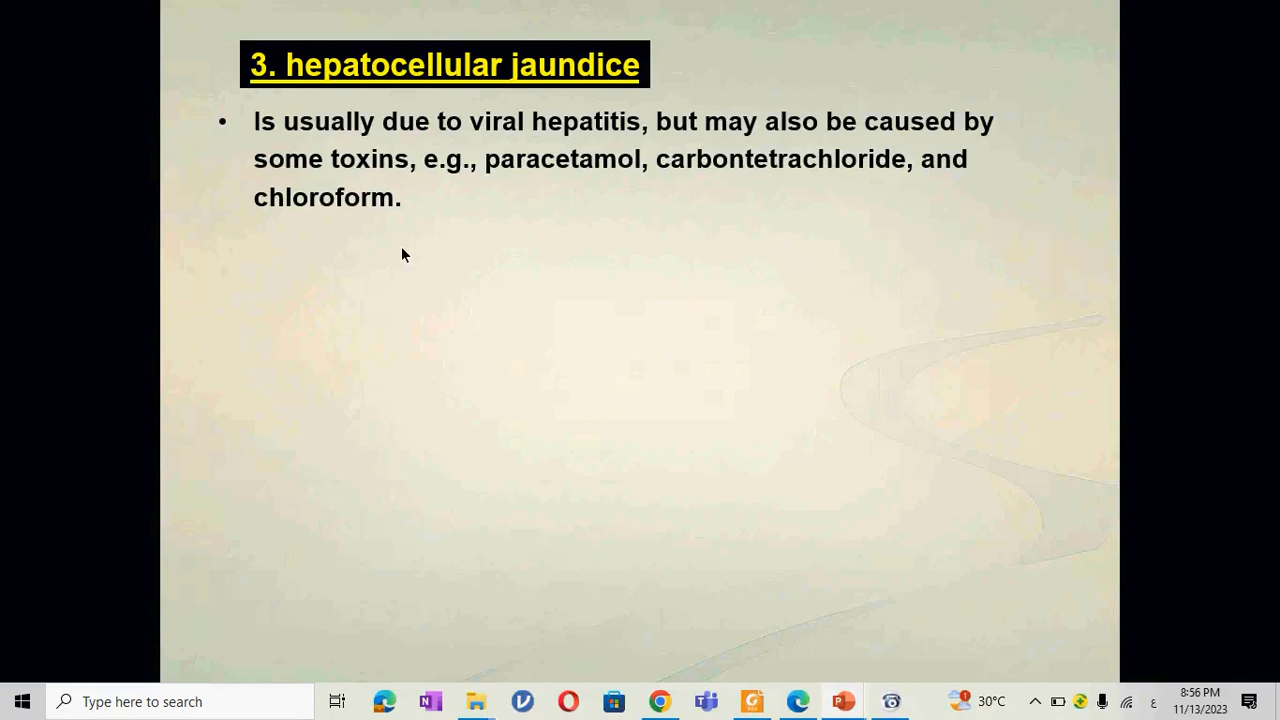 3. hepatocellular jaundice
• Is usually due to viral hepatitis, but may also be caused by
some toxins, e.g., paracetamol, carbontetrachloride, and
chloroform.
Type here to search
30°C
ع
8:56 PM
11/13/2023